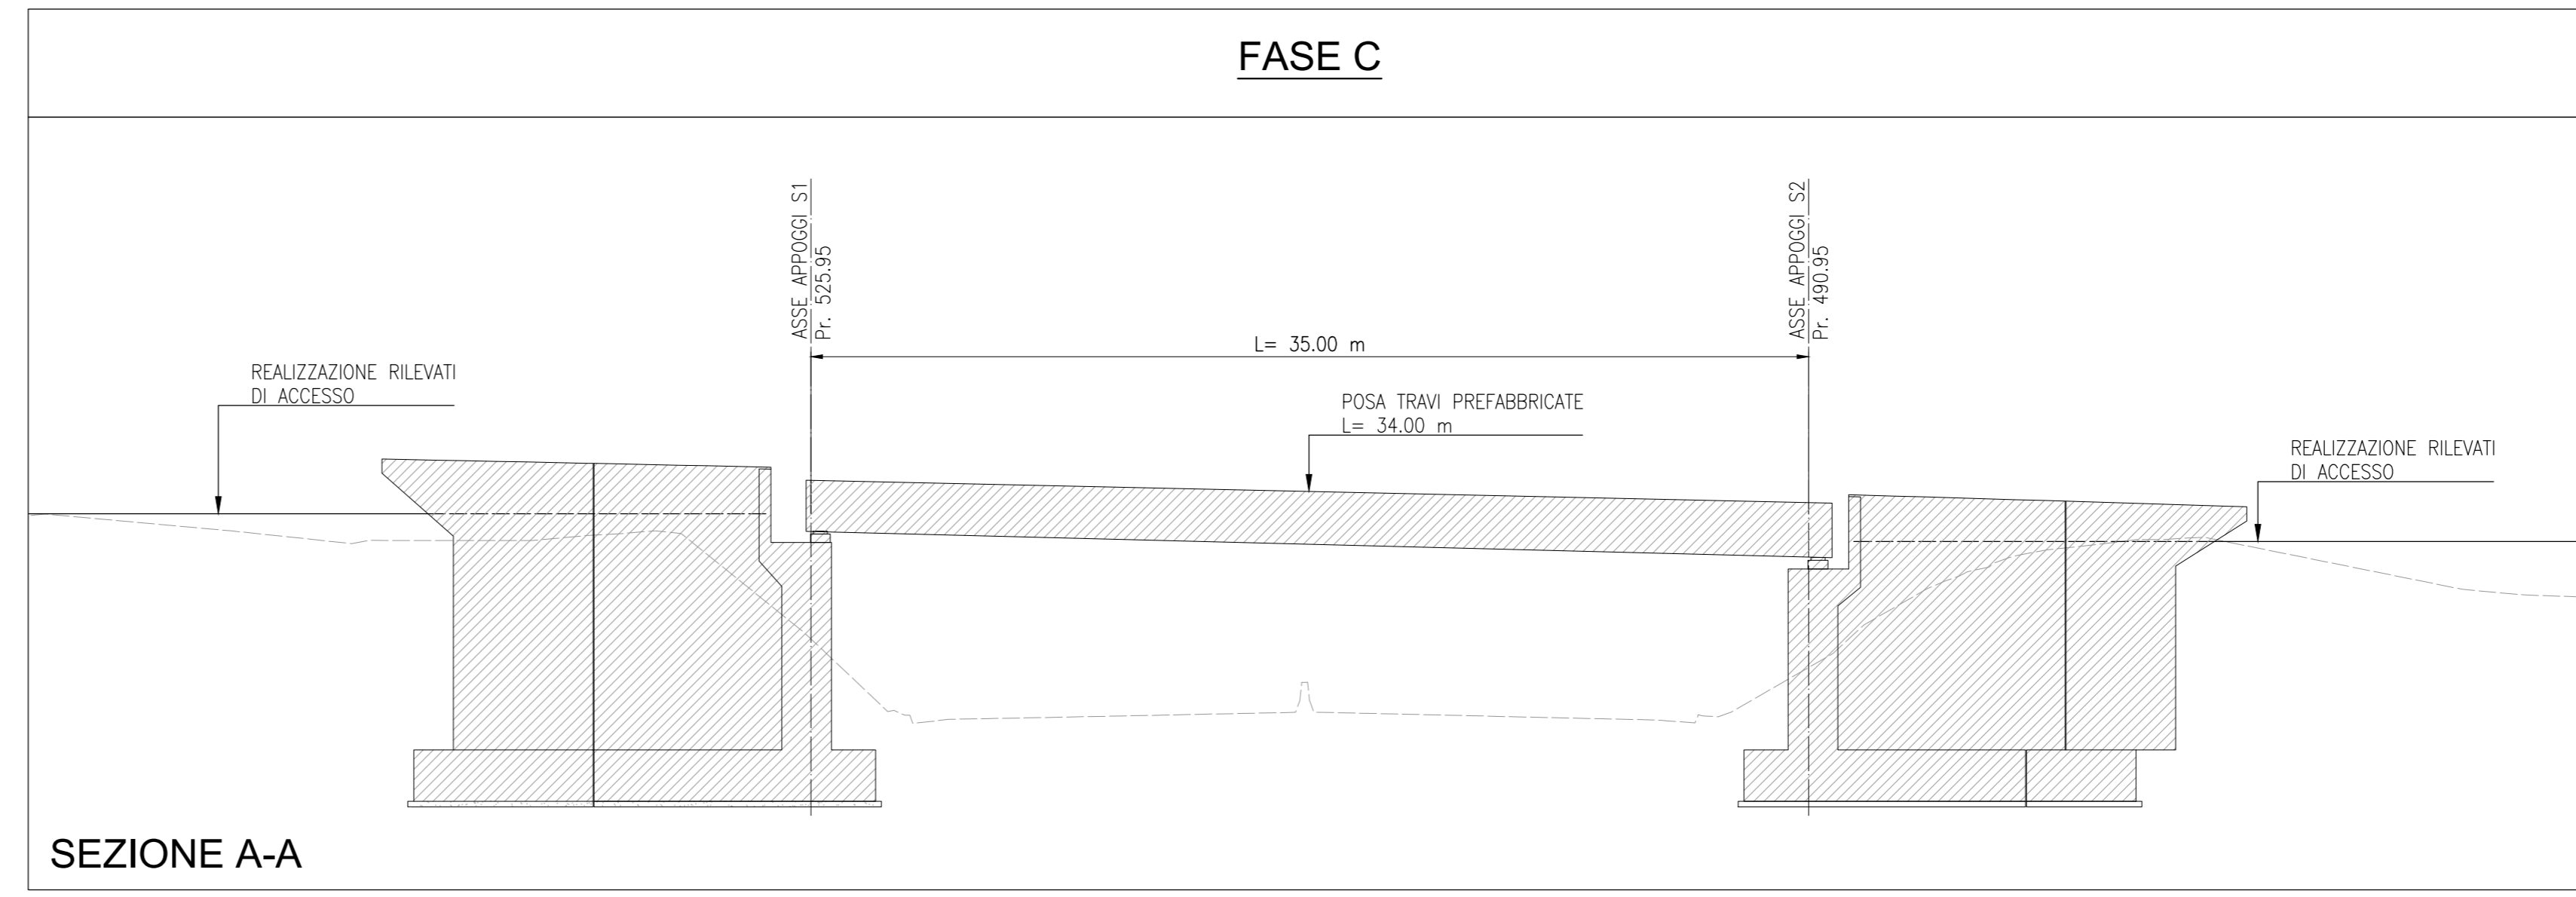 FASE C
ASSE APPOGGI S1
Pr. 525.95
ASSE APPOGGI S2
Pr. 490.95
L= 35.00 m
REALIZZAZIONE RILEVATI
DI ACCESSO
POSA TRAVI PREFABBRICATE
L= 34.00 m
REALIZZAZIONE RILEVATI
DI ACCESSO
SEZIONE A-A